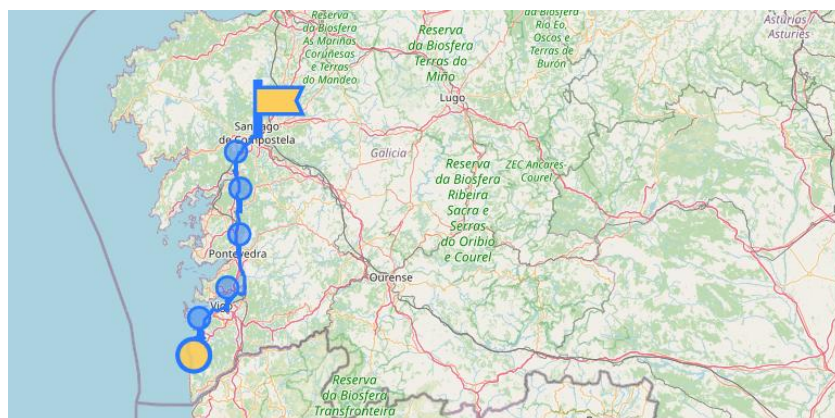 Reserva
da Biosfera
As Mariñas
Coruñesas
e Terras
do Mandeo
Reserva
da Biosfera
Terras do
Miño
da Biosfera
Río Eo,
Oscos e
Terras de
Burón
Asturias
Asturies
Lugo
Santiago
de Compostela
Galicia
Reserva
da Biosfera
Ribeira
Sacra e
Serras
do Oribio
e Courel
ZEC Ancares-
Courel
Pontevedra
Ourense
Vigo
Reserva
da Biosfera
Transfronteira